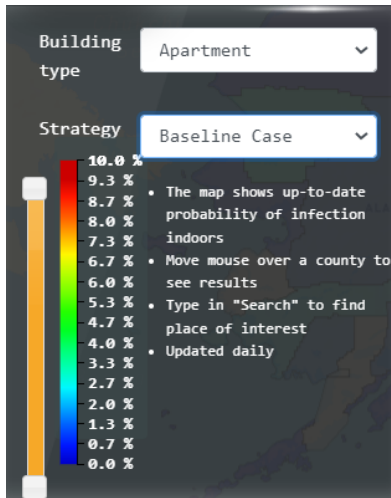 Building
type
Apartment
Strategy
Baseline Case
10.0 %
9.3 %
8.7 %
8.0 %
7.3 %
6.7 %
6.0 %
5.3 %
4.7 %
4.0 %
3.3 %
2.7 %
2.0 %
1.3 %
0.7 %
0.0 %
• The map shows up-to-date
probability of infection
indoors
• Move mouse over a county to
see results
• Type in "Search" to find
place of interest
• Updated daily